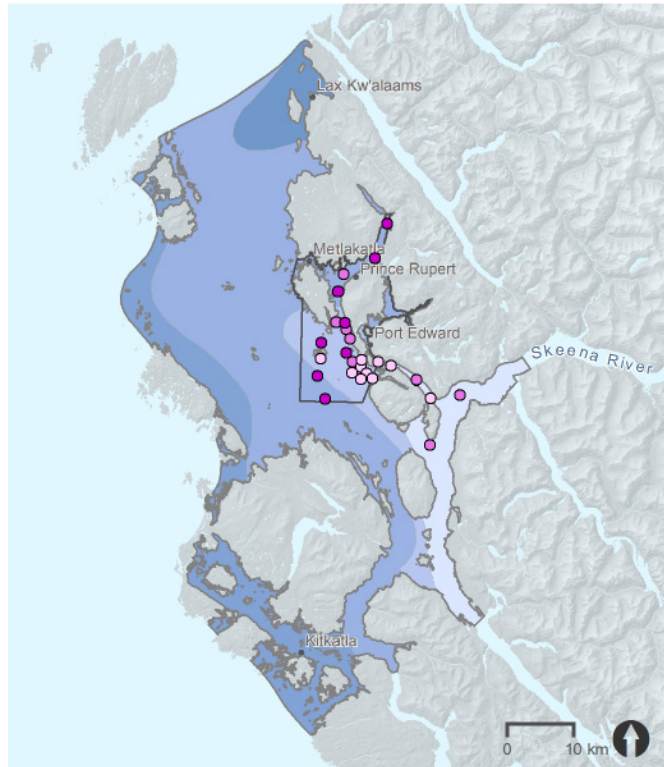 Lax Kw'alaams
Metlakatla
Prince Rupert
Port Edward
Skeena River
Kitkatla
0 10 km